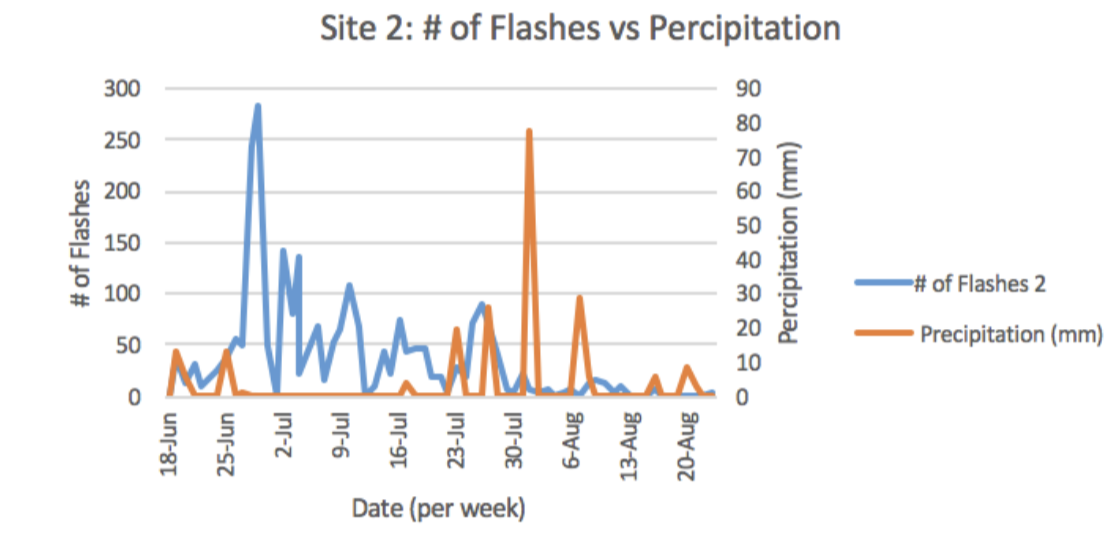 Site 2: # of Flashes vs Percipitation
300
250
200
150
100
50
0
# of Flashes
90
80
70
60
50
40
30
20
10
0
Percipitation (mm)
18-Jun
25-Jun
2-Jul
9-Jul
16-Jul
23-Jul
30-Jul
6-Aug
13-Aug
20-Aug
Date (per week)
# of Flashes 2
Precipitation (mm)